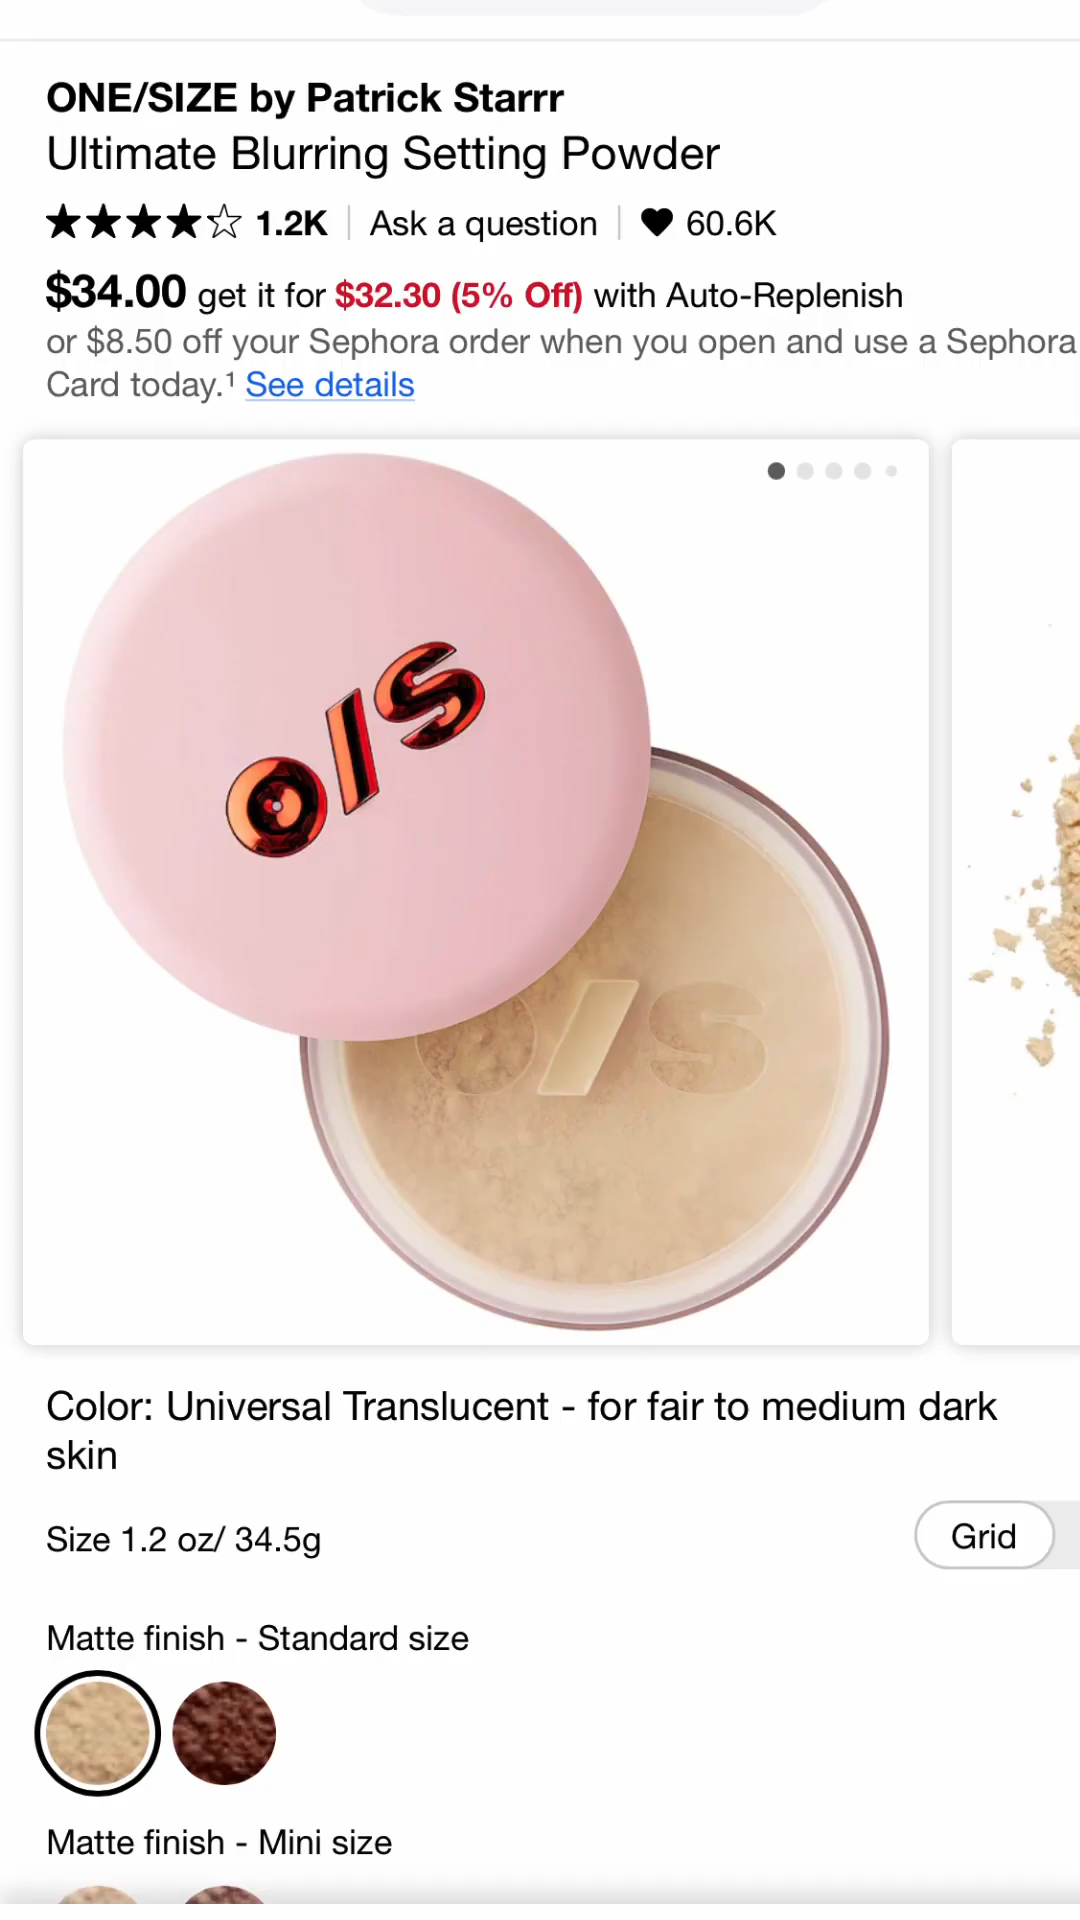 ONE/SIZE by Patrick Starrr
Ultimate Blurring Setting Powder
1.2K | Ask a question | 60.6K
$34.00 get it for $32.30 (5% Off) with Auto-Replenish
or $8.50 off your Sephora order when you open and use a Sephora
Card today.¹ See details
O/S
O/S
Color: Universal Translucent - for fair to medium dark
skin
Size 1.2 oz/ 34.5g
Grid
Matte finish - Standard size
Matte finish - Mini size